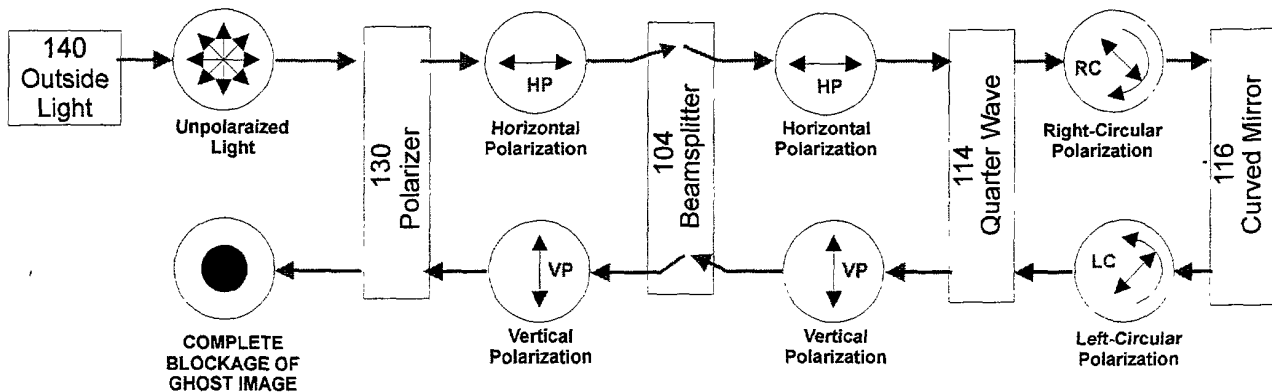 140
Outside
Light
Unpolaraized
Light
130
Polarizer
HP
Horizontal
Polarization
104
Beamsplitter
HP
Horizontal
Polarization
114
Quarter Wave
RC
Right-Circular
Polarization
116
Curved Mirror
COMPLETE
BLOCKAGE OF
GHOST IMAGE
VP
Vertical
Polarization
VP
Vertical
Polarization
LC
Left-Circular
Polarization